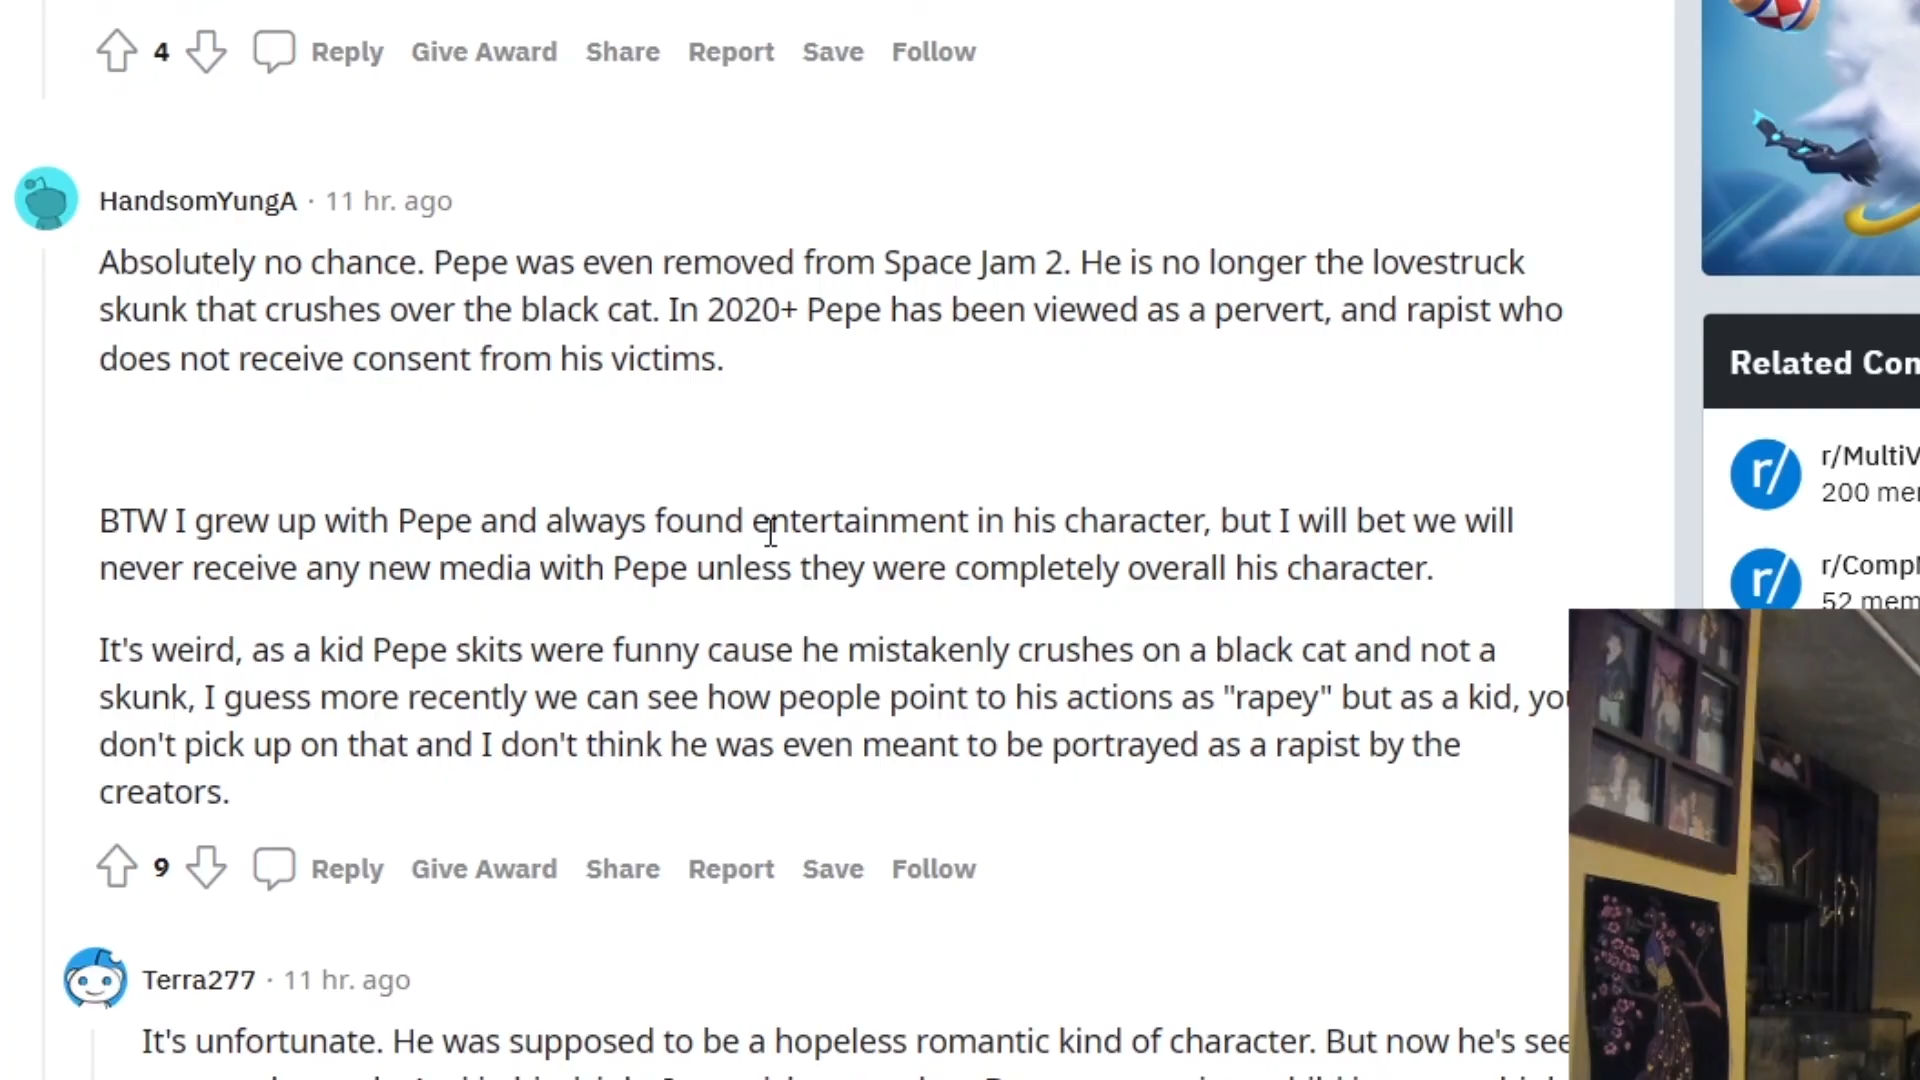 4 Reply Give Award Share Report Save Follow
HandsomYungA · 11 hr. ago
Absolutely no chance. Pepe was even removed from Space Jam 2. He is no longer the lovestruck
skunk that crushes over the black cat. In 2020+ Pepe has been viewed as a pervert, and rapist who
does not receive consent from his victims.
BTW I grew up with Pepe and always found entertainment in his character, but I will bet we will
never receive any new media with Pepe unless they were completely overall his character.
It's weird, as a kid Pepe skits were funny cause he mistakenly crushes on a black cat and not a
skunk, I guess more recently we can see how people point to his actions as "rapey" but as a kid, you
don't pick up on that and I don't think he was even meant to be portrayed as a rapist by the
creators.
9 Reply Give Award Share Report Save Follow
Terra277 · 11 hr. ago
It's unfortunate. He was supposed to be a hopeless romantic kind of character. But now he's see
Related Con
r/
r/MultiV
200 mer
r/
r/Comp
52 mem